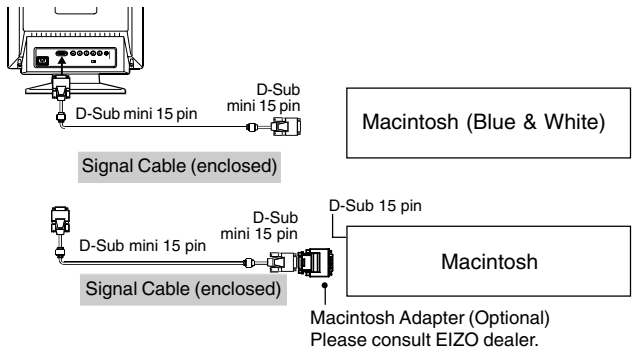 D-Sub
mini 15 pin
D-Sub mini 15 pin
Macintosh (Blue & White)
Signal Cable (enclosed)
D-Sub 15 pin
D-Sub
mini 15 pin
D-Sub mini 15 pin
Macintosh
Signal Cable (enclosed)
Macintosh Adapter (Optional)
Please consult EIZO dealer.